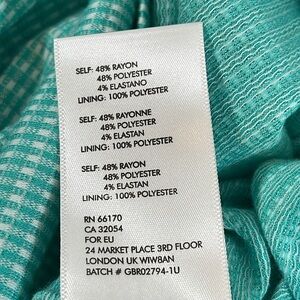 SELF: 48% RAYON
48% POLYESTER
4% ELASTANO
LINING: 100% POLYESTER
SELF: 48% RAYONNE
48% POLYESTER
4% ELASTAN
LINING: 100% POLYESTER
SELF: 48% RAYON
48% POLYESTER
4% ELASTAN
LINING: 100% POLYESTER
RN 66170
CA 32054
FOR EU
24 MARKET PLACE 3RD FLOOR
LONDON UK WIW8AN
BATCH # GBR02794-1U